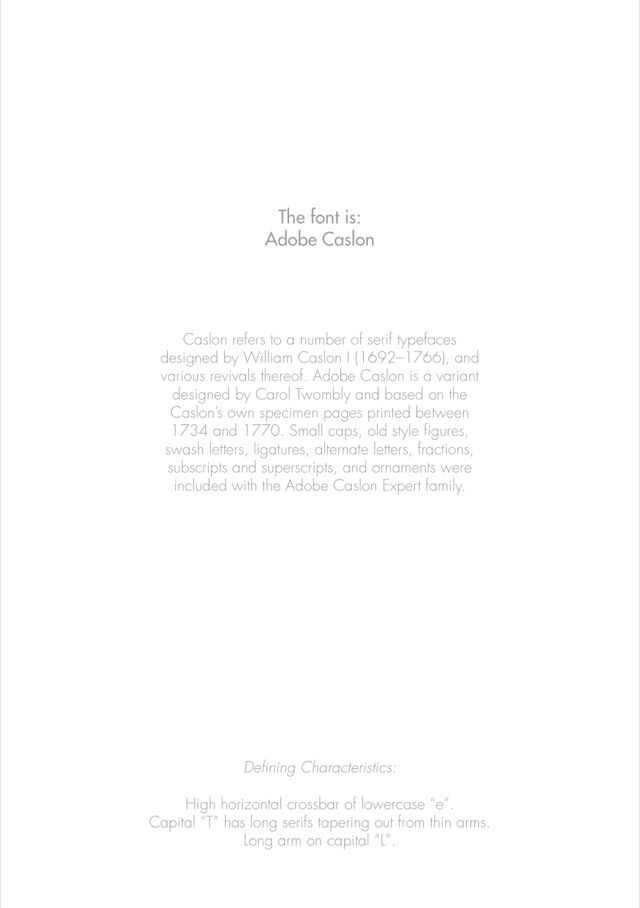 The font is:
Adobe Caslon
Caslon refers to a number of serif typefaces
designed by William Caslon I (1692–1766), and
various revivals thereof. Adobe Caslon is a variant
designed by Carol Twombly and based on the
Caslon’s own specimen pages printed between
1734 and 1770. Small caps, old style figures,
swash letters, ligatures, alternate letters, fractions,
subscripts and superscripts, and ornaments were
included with the Adobe Caslon Expert family.
Defining Characteristics:
High horizontal crossbar of lowercase “e”.
Capital “T” has long serifs tapering out from thin arms.
Long arm on capital “L”.